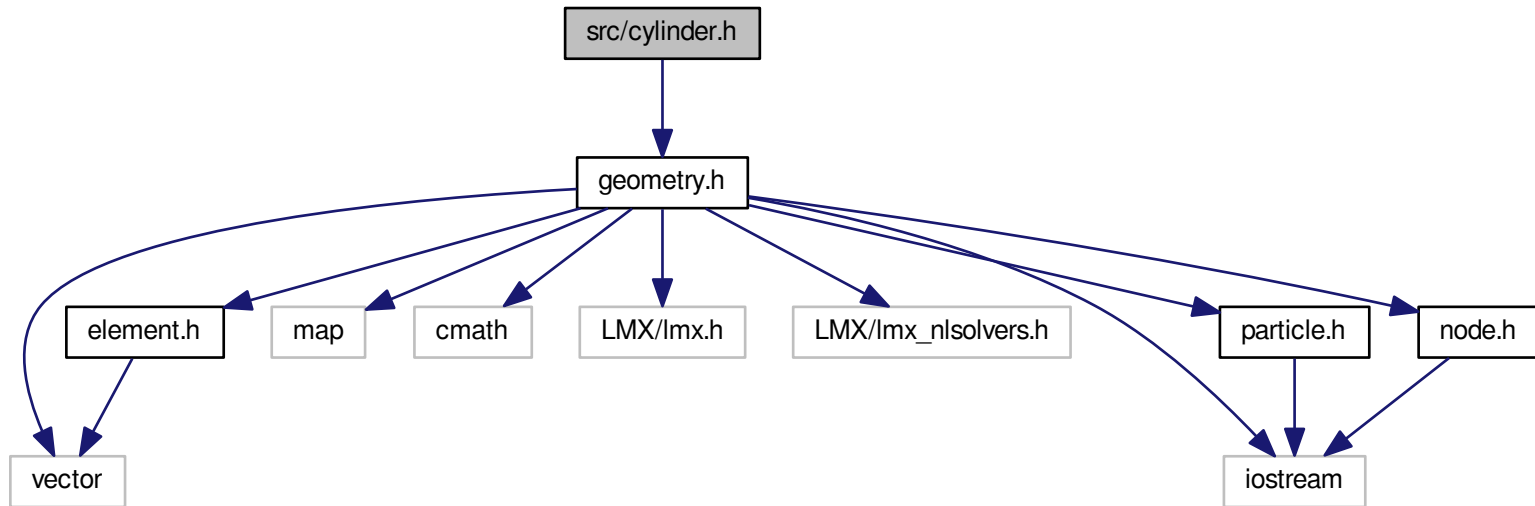 src/cylinder.h
geometry.h
element.h
map
cmath
LMX/lmx.h
LMX/lmx_nlsolvers.h
particle.h
node.h
vector
iostream